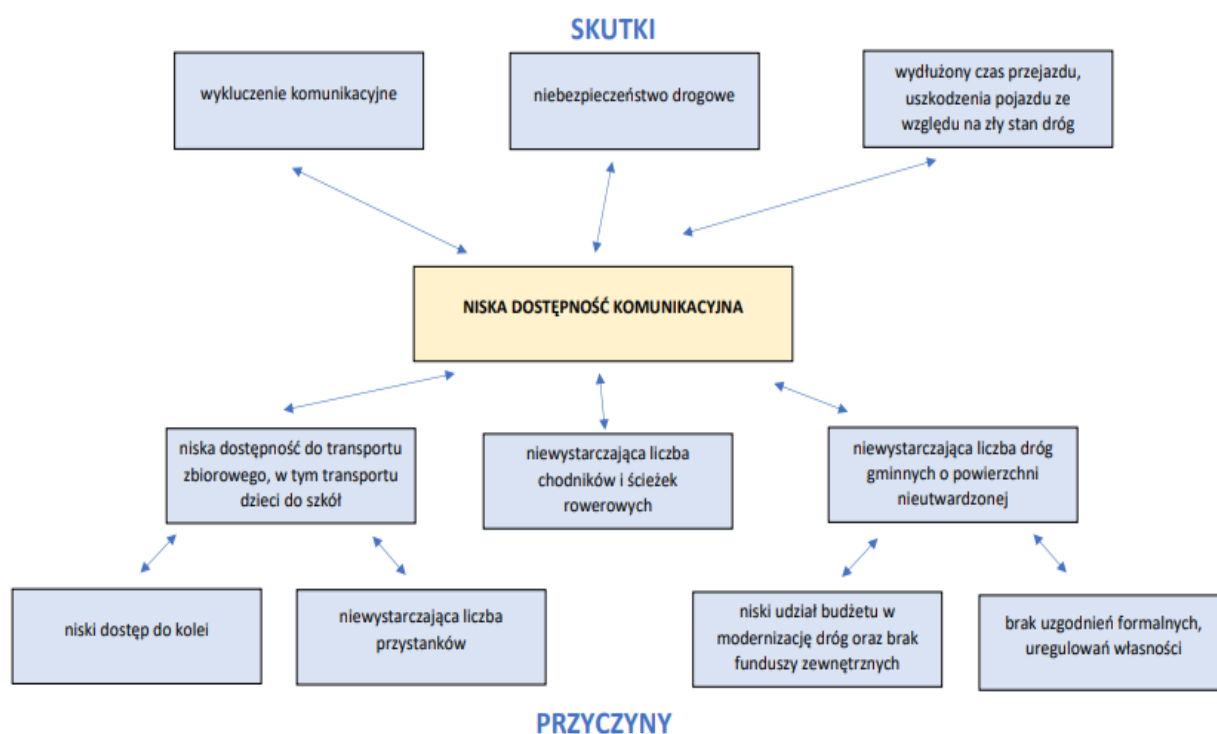 SKUTKI
wykluczenie komunikacyjne
niebezpieczeństwo drogowe
wydłużony czas przejazdu,
uszkodzenia pojazdu ze
względu na zły stan dróg
NISKA DOSTĘPNOŚĆ KOMUNIKACYJNA
niska dostępność do transportu
zbiorowego, w tym transportu
dzieci do szkół
niewystarczająca liczba
chodników i ścieżek
rowerowych
niewystarczająca liczba dróg
gminnych o powierzchni
nieutwardzonej
niski dostęp do kolei
niewystarczająca liczba
przystanków
niski udział budżetu w
modernizację dróg oraz brak
funduszy zewnętrznych
brak uzgodnień formalnych,
uregulowań własności
PRZYCZYNY